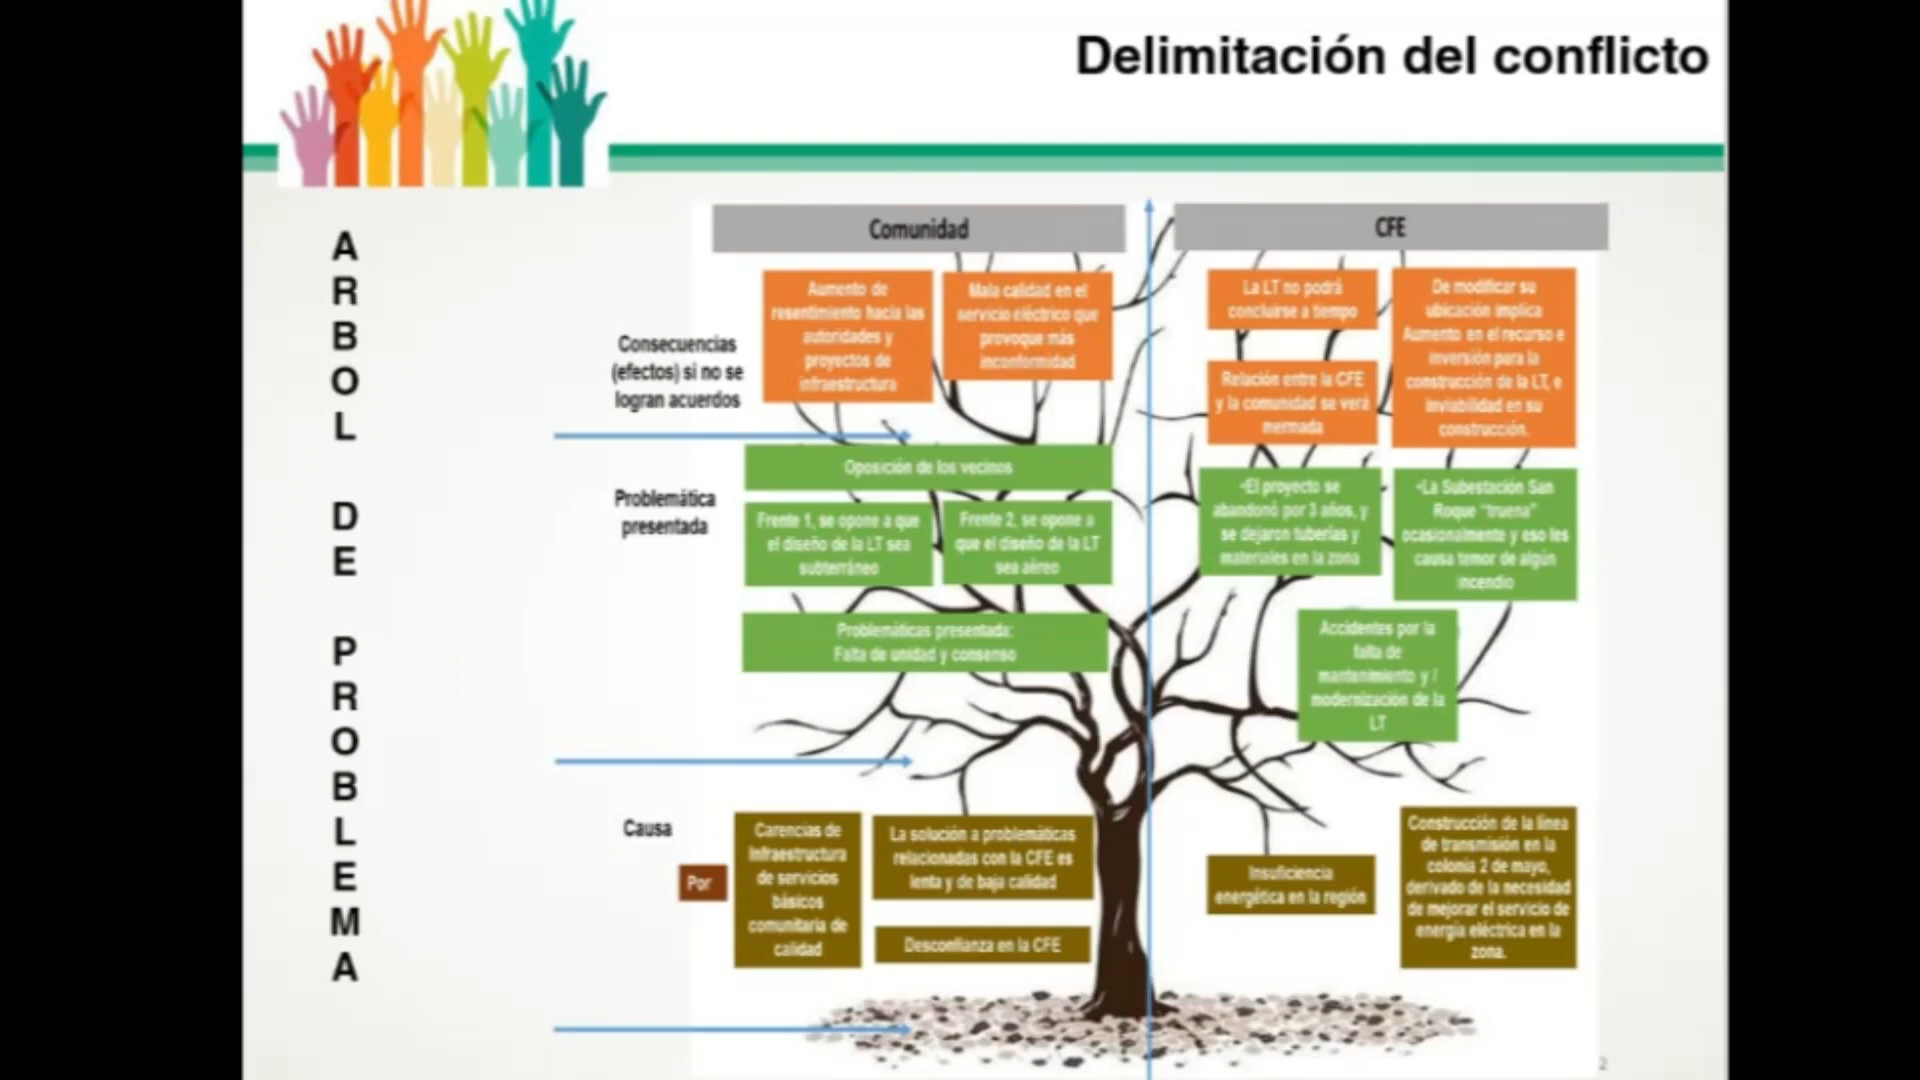 Delimitación del conflicto
ARBOL DE PROBLEMA
Comunidad
CFE
Consecuencias
(efectos) si no se
logran acuerdos
Aumento de
resentimiento hacia las
autoridades y
proyectos de
infraestructura
Mala calidad en el
servicio eléctrico que
provoque más
inconformidad
La LT no podrá
concluirse a tiempo
Relación entre la CFE
y la comunidad se verá
mermada
De modificar su
ubicación implica
Aumento en el recurso e
inversión para la
construcción de la LT, e
inviabilidad en su
construcción.
Problemática
presentada
Oposición de los vecinos
Frente 1, se opone a que
el diseño de la LT sea
subterráneo
Frente 2, se opone a
que el diseño de la LT
sea aéreo
Problemáticas presentada:
Falta de unidad y consenso
•El proyecto se
abandonó por 3 años, y
se dejaron tuberías y
materiales en la zona
•La Subestación San
Roque "truena"
ocasionalmente y eso les
causa temor de algún
incendio
Accidentes por la
falta de
mantenimiento y /
modernización de la
LT
Causa
Por
Carencias de
Infraestructura
de servicios
básicos
comunitaria de
calidad
La solución a problemáticas
relacionadas con la CFE es
lenta y de baja calidad
Desconfianza en la CFE
Insuficiencia
energética en la región
Construcción de la línea
de transmisión en la
colonia 2 de mayo,
derivado de la necesidad
de mejorar el servicio de
energía eléctrica en la
zona.
2